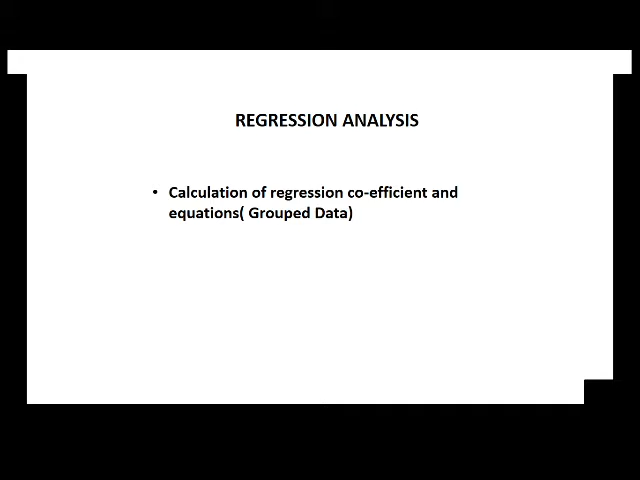 REGRESSION ANALYSIS
• Calculation of regression co-efficient and
equations( Grouped Data)